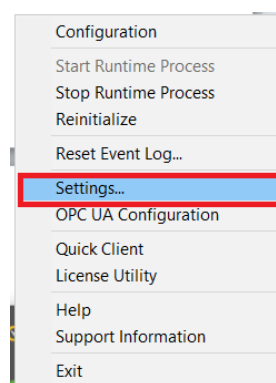 Configuration
Start Runtime Process
Stop Runtime Process
Reinitialize
Reset Event Log...
Settings...
OPC UA Configuration
Quick Client
License Utility
Help
Support Information
Exit